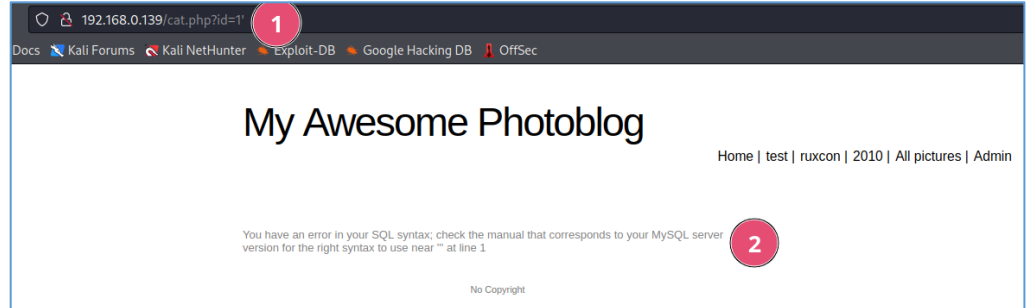 192.168.0.139/cat.php?id=1'
1
Docs Kali Forums Kali NetHunter Exploit-DB Google Hacking DB OffSec
My Awesome Photoblog
Home | test | ruxcon | 2010 | All pictures | Admin
You have an error in your SQL syntax; check the manual that corresponds to your MySQL server
version for the right syntax to use near ''' at line 1
2
No Copyright